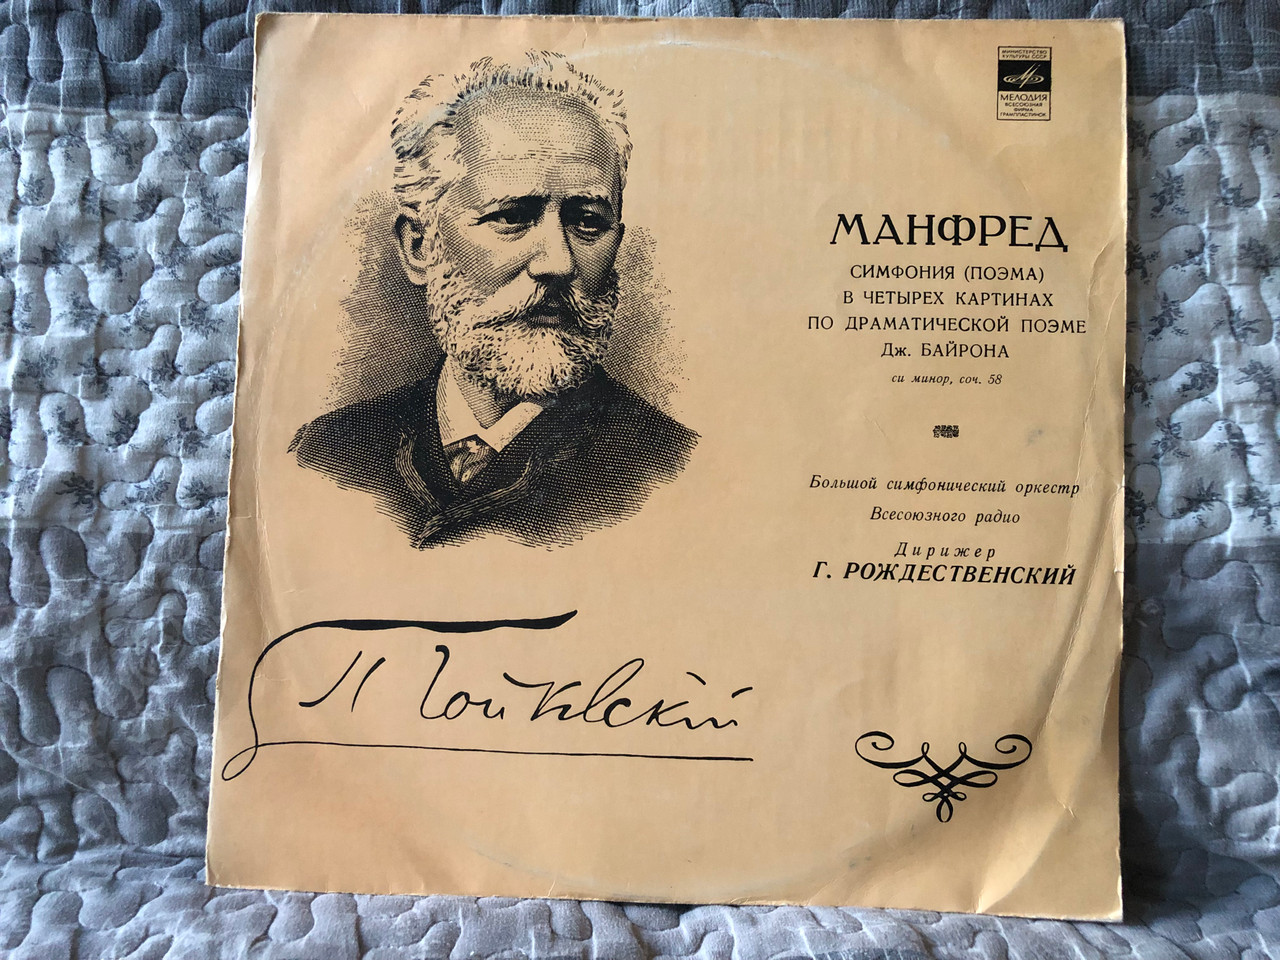 МИНИСТЕРСТВО
КУЛЬТУРЫ СССР
МЕЛОДИЯ
ВСЕСОЮЗНАЯ
ФИРМА
ГРАМПЛАСТИНОК
МАНФРЕД
СИМФОНИЯ (ПОЭМА)
В ЧЕТЫРЕХ КАРТИНАХ
ПО ДРАМАТИЧЕСКОЙ ПОЭМЕ
Дж. БАЙРОНА
си минор, соч. 58
Большой симфонический оркестр
Всесоюзного радио
Дирижер
Г. РОЖДЕСТВЕНСКИЙ
П Чайковскій